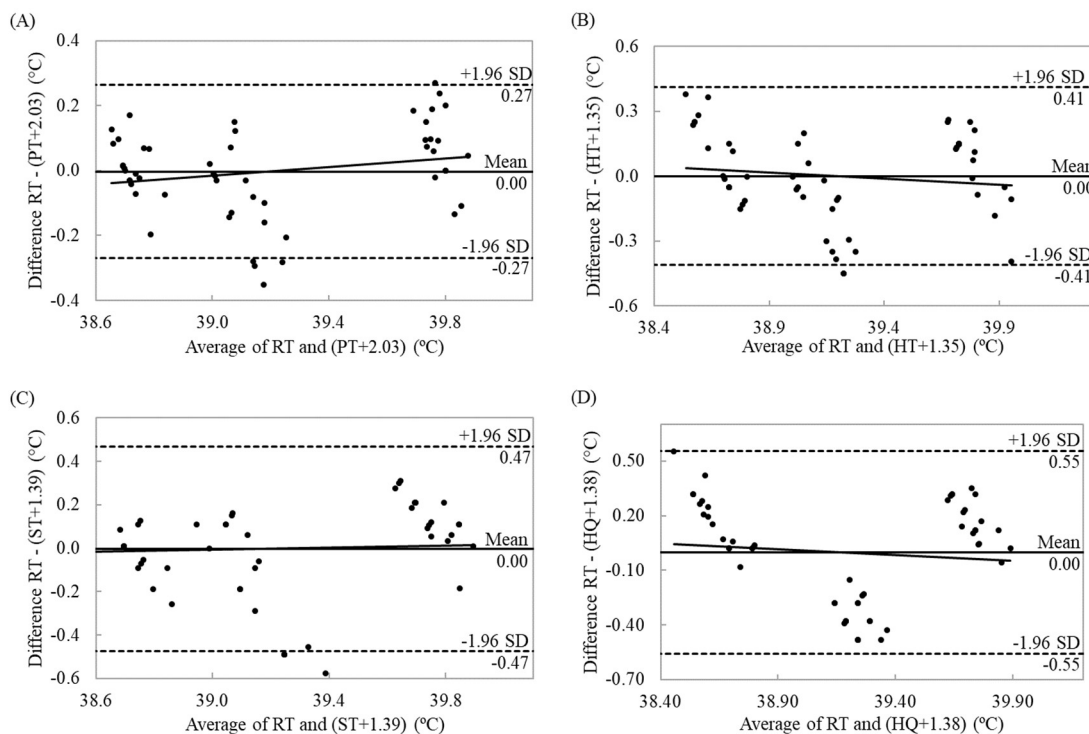 (A)
Difference RT - (PT+2.03) (°C)
0.4
0.2
0.0
-0.2
-0.4
+1.96 SD
0.27
Mean
0.00
-1.96 SD
-0.27
38.6
39.0
39.4
39.8
Average of RT and (PT+2.03) (ºC)
(B)
Difference RT - (HT+1.35) (°C)
0.6
0.3
0.0
-0.3
-0.6
+1.96 SD
0.41
Mean
0.00
-1.96 SD
-0.41
38.4
38.9
39.4
39.9
Average of RT and (HT+1.35) (ºC)
(C)
Difference RT - (ST+1.39) (°C)
0.6
0.4
0.2
0.0
-0.2
-0.4
-0.6
+1.96 SD
0.47
Mean
0.00
-1.96 SD
-0.47
38.6
39.0
39.4
39.8
Average of RT and (ST+1.39) (ºC)
(D)
Difference RT - (HQ+1.38) (°C)
0.50
0.20
-0.10
-0.40
-0.70
+1.96 SD
0.55
Mean
0.00
-1.96 SD
-0.55
38.40
38.90
39.40
39.90
Average of RT and (HQ+1.38) (ºC)